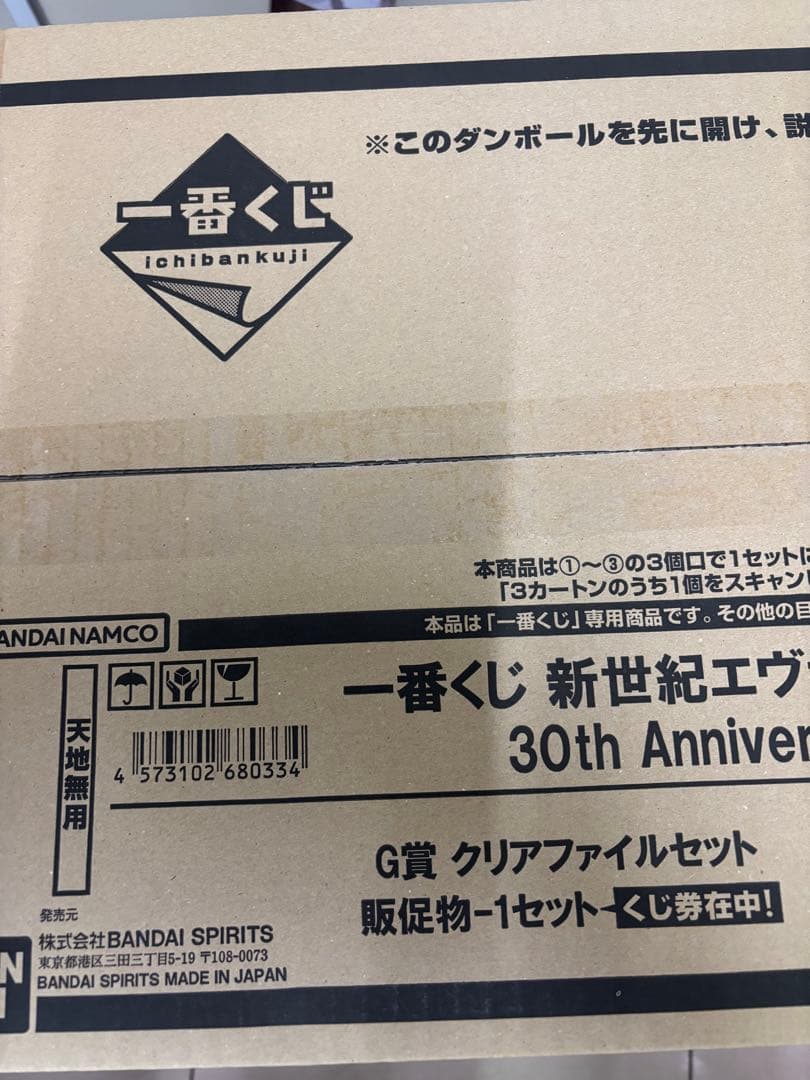 ※このダンボールを先に開け、説
一番くじ
ichibankuji
本商品は①～③の3個口で1セットに
「3カートンのうち1個をスキャンし
本品は「一番くじ」専用商品です。その他の目
ANDAI NAMCO
一番くじ 新世紀エヴ
30th Anniver
天地無用
4 573102 680334
G賞 クリアファイルセット
販促物-1セット くじ券在中!
発売元
株式会社BANDAI SPIRITS
東京都港区三田三丁目5-19 〒108-0073
BANDAI SPIRITS MADE IN JAPAN